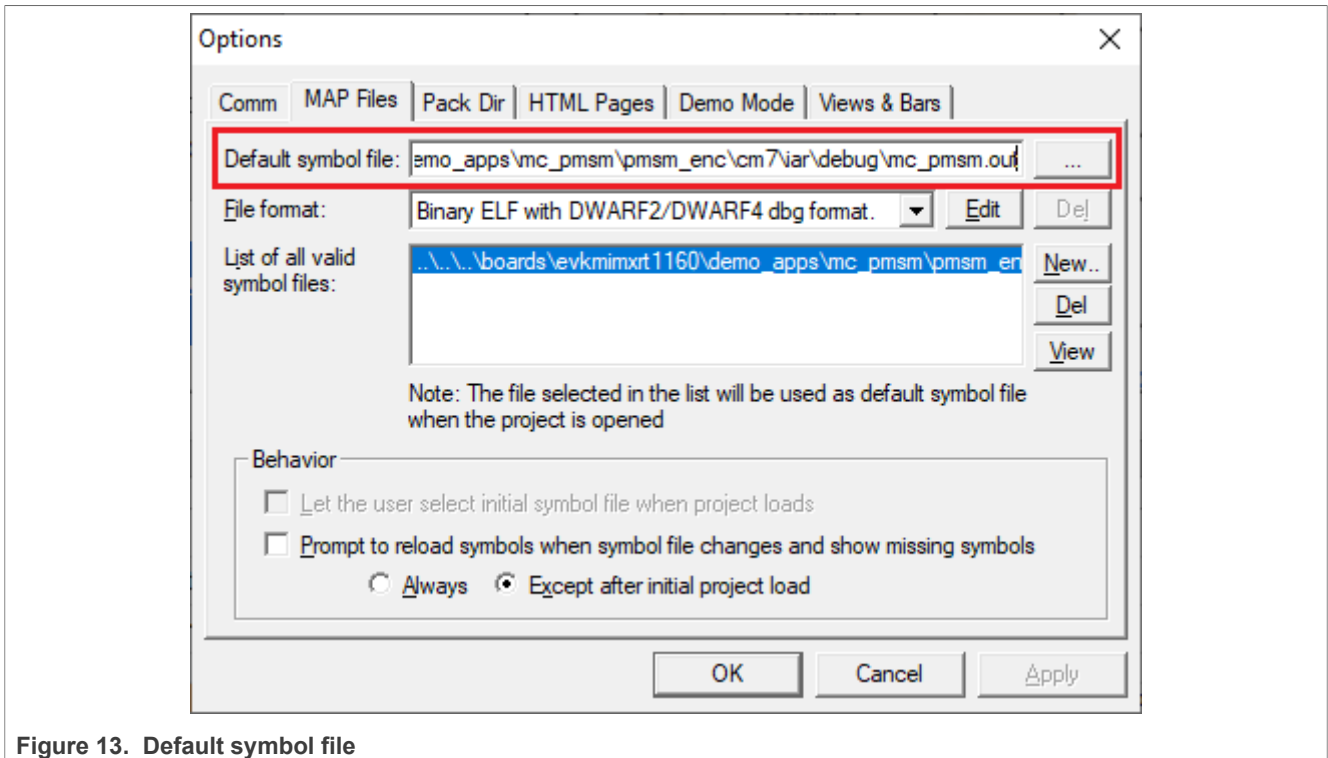 Options
Comm MAP Files Pack Dir HTML Pages Demo Mode Views & Bars
Default symbol file: emo_apps\mc_pmsm\pmsm_enc\cm7\iar\debug\mc_pmsm.out ...
File format: Binary ELF with DWARF2/DWARF4 dbg format. Edit Del
List of all valid symbol files: ..\..\..\boards\evkmimxrt1160\demo_apps\mc_pmsm\pmsm_en New..
Del
View
Note: The file selected in the list will be used as default symbol file
when the project is opened
Behavior
Let the user select initial symbol file when project loads
Prompt to reload symbols when symbol file changes and show missing symbols
Always Except after initial project load
OK Cancel Apply
Figure 13. Default symbol file